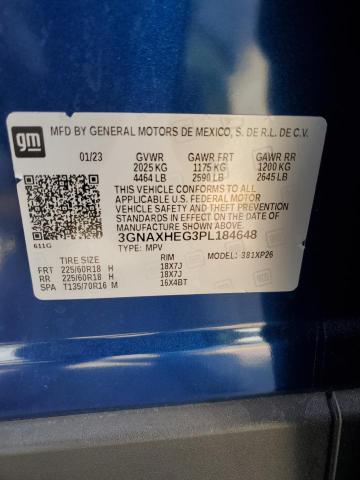 gm
MFD BY GENERAL MOTORS DE MEXICO, S. DE R.L. DE C.V.
01/23 GVWR GAWR FRT GAWR RR
2025 KG 1175 KG 1200 KG
4464 LB 2590 LB 2645 LB
THIS VEHICLE CONFORMS TO ALL
APPLICABLE U.S. FEDERAL MOTOR
VEHICLE SAFETY AND THEFT PREVENTION
STANDARDS IN EFFECT ON THE DATE OF
MANUFACTURE SHOWN ABOVE.
3GNAXHEG3PL184648
611G TYPE: MPV MODEL: 381XP26
TIRE SIZE RIM
FRT 225/60R18 H 18X7J
RR 225/60R18 H 18X7J
SPA T135/70R16 M 16X4BT